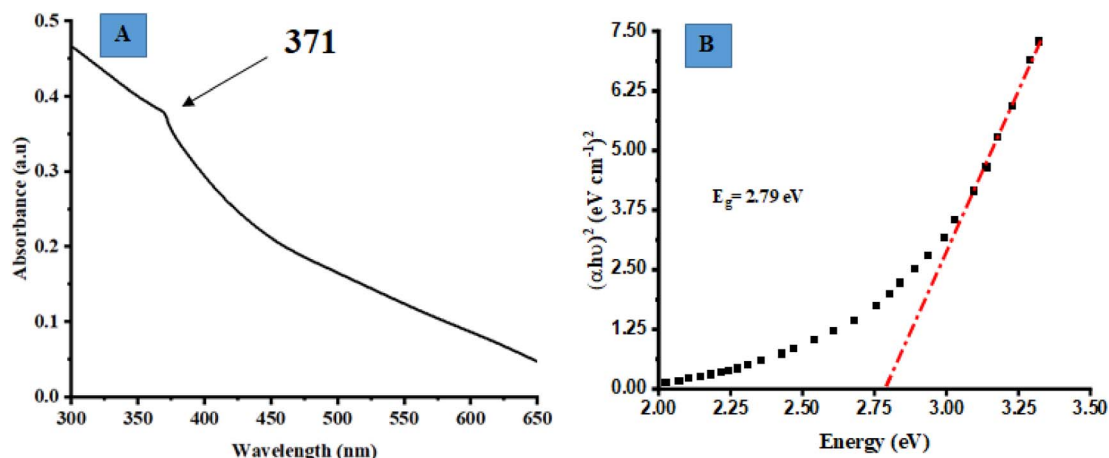 A
371
0.5
0.4
0.3
0.2
0.1
0.0
300 350 400 450 500 550 600 650
Absorbance (a.u)
Wavelength (nm)
B
7.50
6.25
5.00
3.75
2.50
1.25
0.00
E_g= 2.79 eV
2.00 2.25 2.50 2.75 3.00 3.25 3.50
(αhυ)² (eV cm⁻¹)²
Energy (eV)